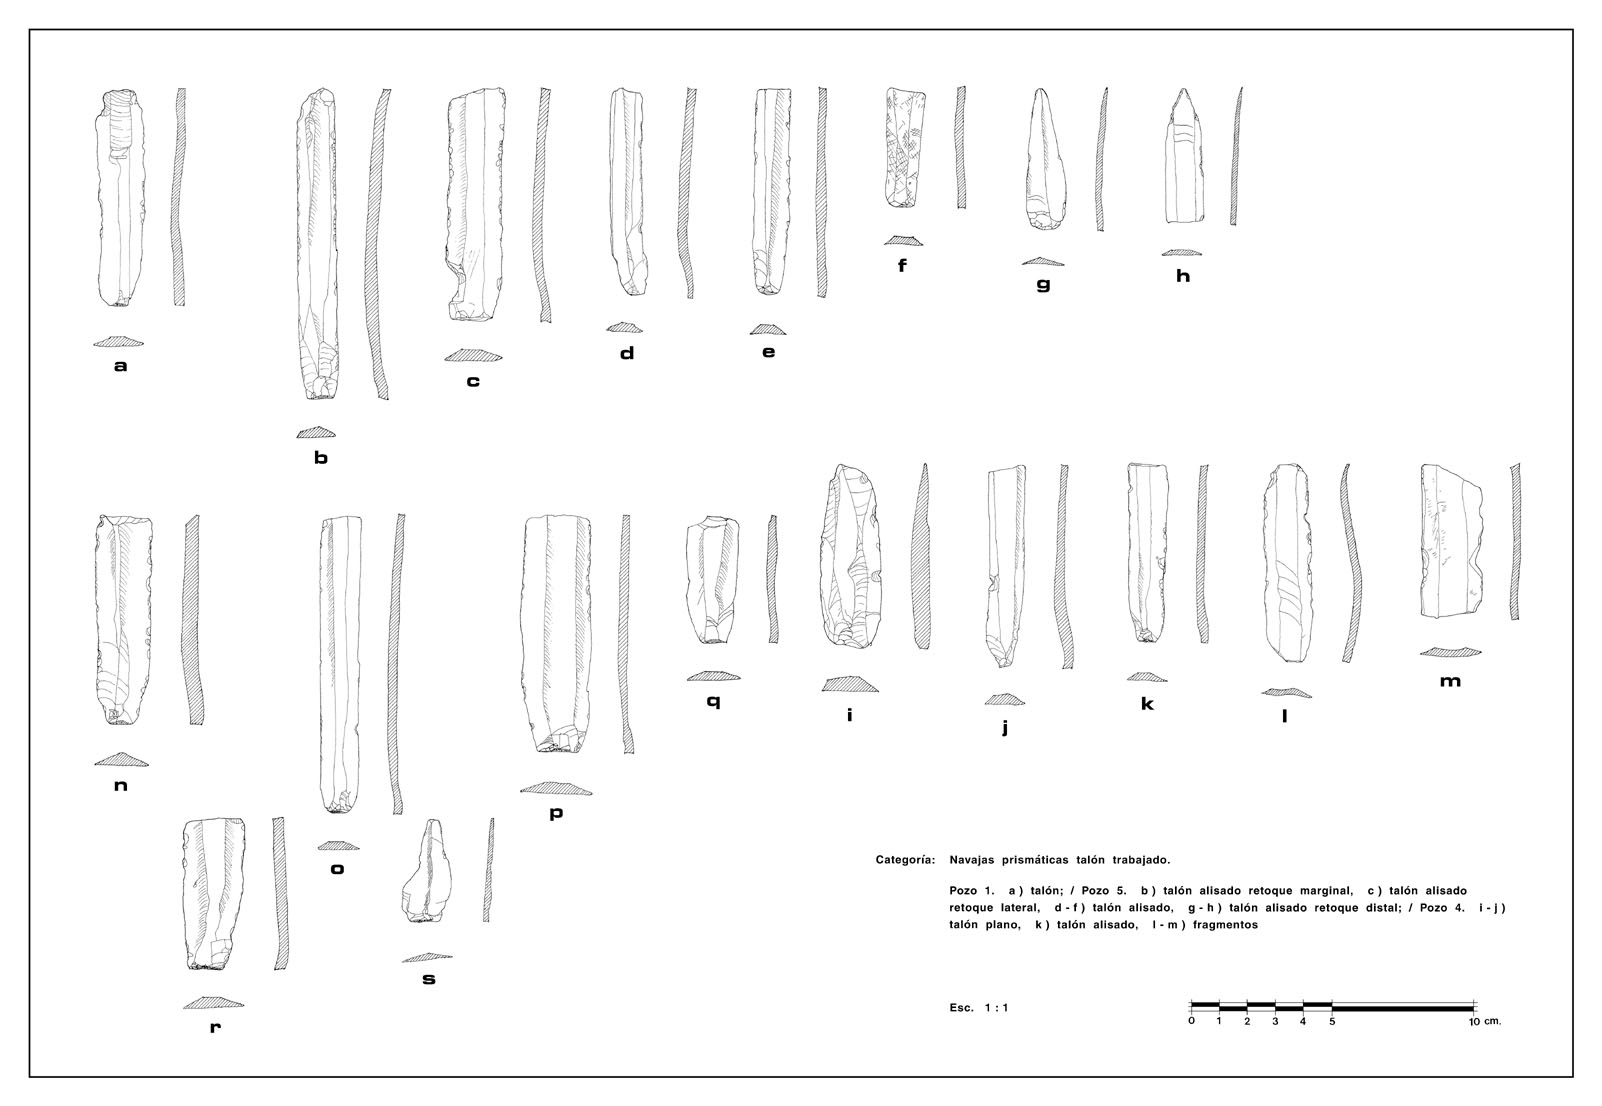 a
b
c
d
e
f
g
h
n
o
p
q
i
j
k
l
m
r
s
Categoría: Navajas prismáticas talón trabajado.
Pozo 1. a) talón; / Pozo 5. b) talón alisado retoque marginal, c) talón alisado
retoque lateral, d-f) talón alisado, g-h) talón alisado retoque distal; / Pozo 4. i-j)
talón plano, k) talón alisado, l-m) fragmentos
Esc. 1:1
0 1 2 3 4 5 10 cm.